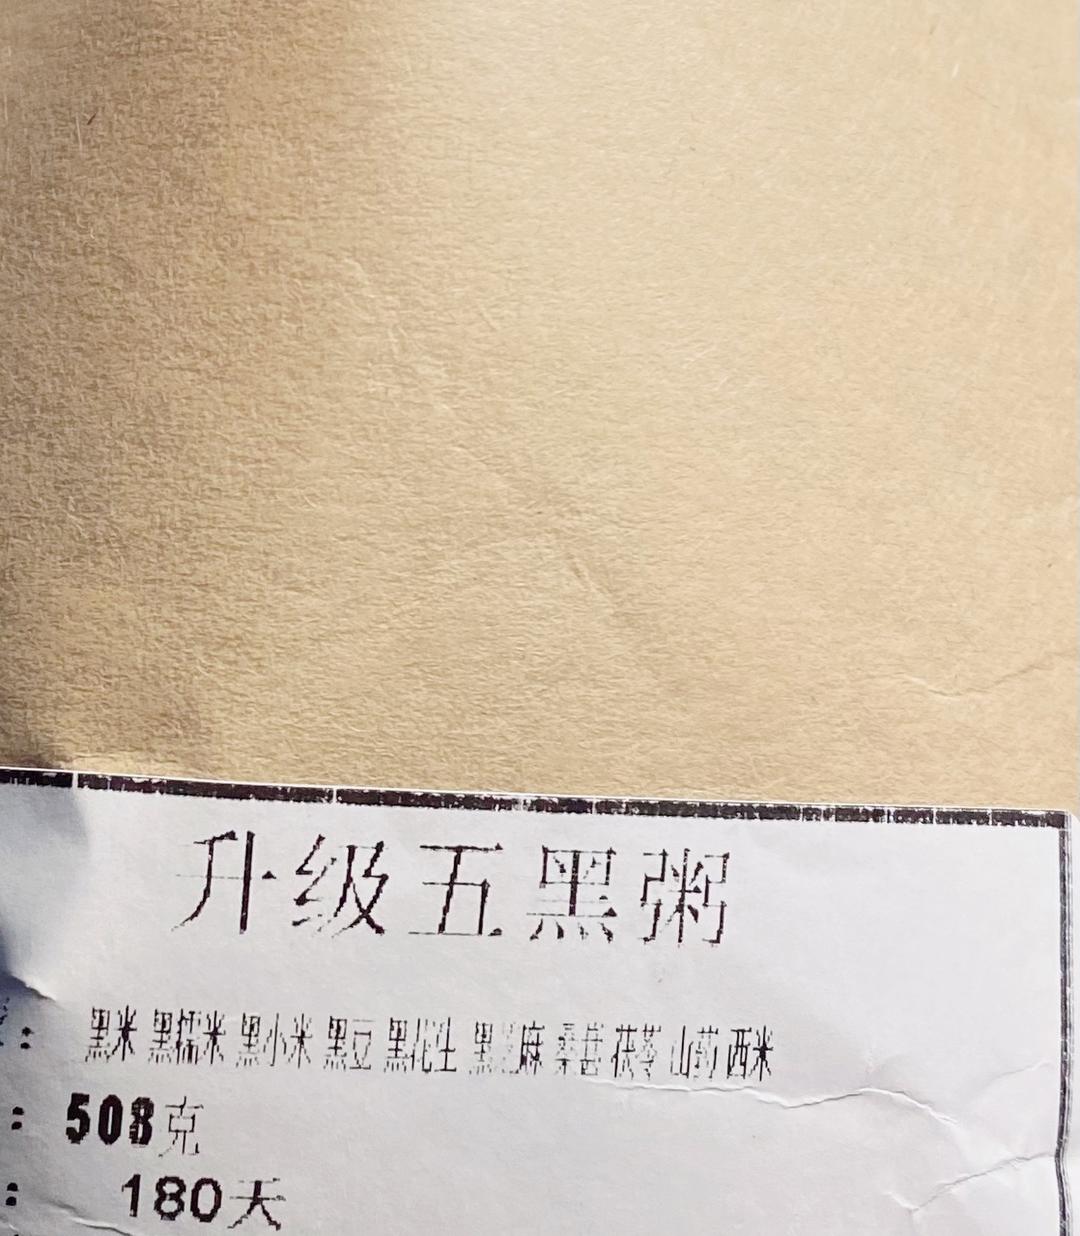 升级五黑粥
: 黑米 黑糯米 黑小米 黑豆 黑花生 黑芝麻 桑葚 茯苓 山药 西米
: 508克
: 180天